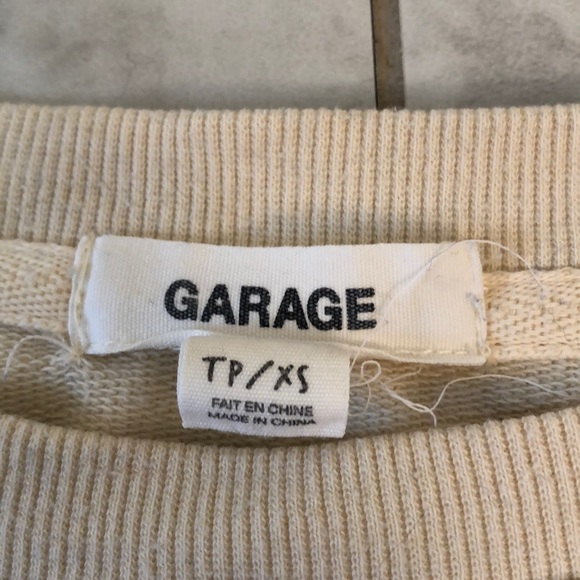 GARAGE
TP/XS
FAIT EN CHINE
MADE IN CHINA